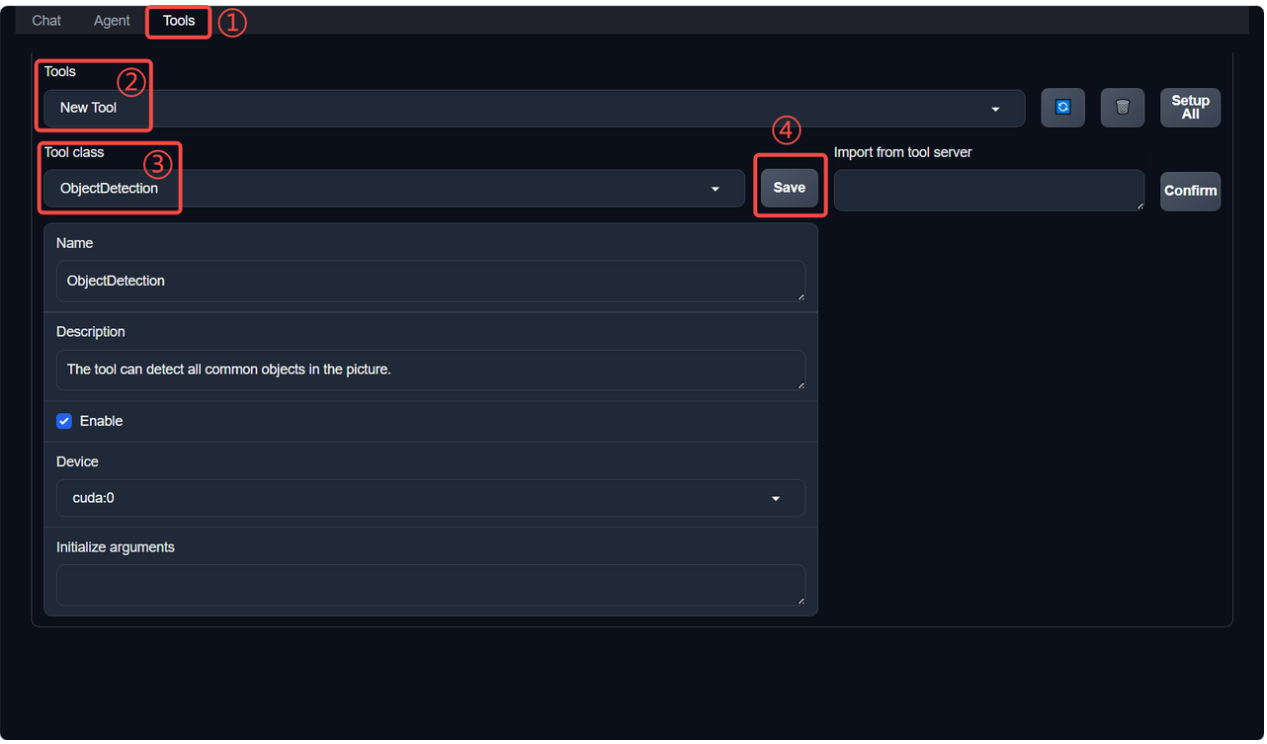 Chat Agent Tools ①
Tools ②
New Tool
Setup
All
④
Tool class ③ Import from tool server
ObjectDetection Save Confirm
Name
ObjectDetection
Description
The tool can detect all common objects in the picture.
Enable
Device
cuda:0
Initialize arguments